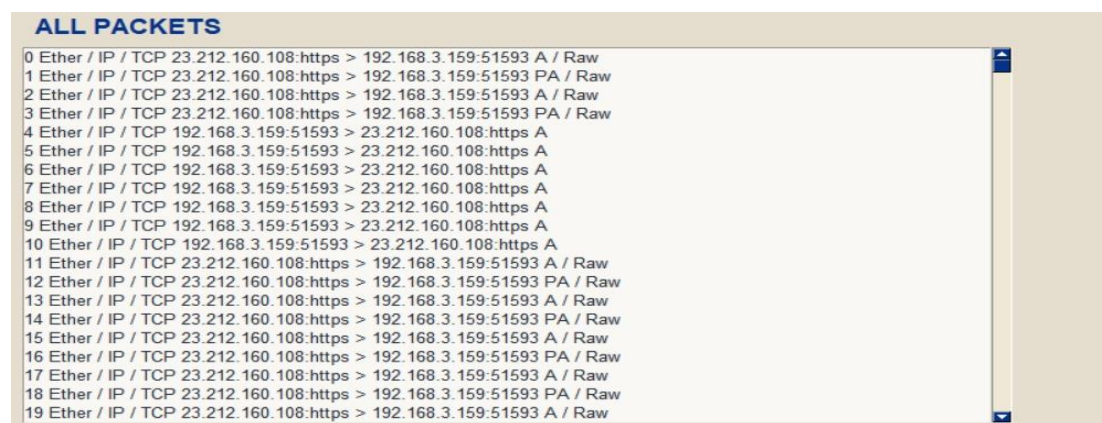 ALL PACKETS
0 Ether / IP / TCP 23.212.160.108:https > 192.168.3.159:51593 A / Raw
1 Ether / IP / TCP 23.212.160.108:https > 192.168.3.159:51593 PA / Raw
2 Ether / IP / TCP 23.212.160.108:https > 192.168.3.159:51593 A / Raw
3 Ether / IP / TCP 23.212.160.108:https > 192.168.3.159:51593 PA / Raw
4 Ether / IP / TCP 192.168.3.159:51593 > 23.212.160.108:https A
5 Ether / IP / TCP 192.168.3.159:51593 > 23.212.160.108:https A
6 Ether / IP / TCP 192.168.3.159:51593 > 23.212.160.108:https A
7 Ether / IP / TCP 192.168.3.159:51593 > 23.212.160.108:https A
8 Ether / IP / TCP 192.168.3.159:51593 > 23.212.160.108:https A
9 Ether / IP / TCP 192.168.3.159:51593 > 23.212.160.108:https A
10 Ether / IP / TCP 192.168.3.159:51593 > 23.212.160.108:https A
11 Ether / IP / TCP 23.212.160.108:https > 192.168.3.159:51593 A / Raw
12 Ether / IP / TCP 23.212.160.108:https > 192.168.3.159:51593 PA / Raw
13 Ether / IP / TCP 23.212.160.108:https > 192.168.3.159:51593 A / Raw
14 Ether / IP / TCP 23.212.160.108:https > 192.168.3.159:51593 PA / Raw
15 Ether / IP / TCP 23.212.160.108:https > 192.168.3.159:51593 A / Raw
16 Ether / IP / TCP 23.212.160.108:https > 192.168.3.159:51593 PA / Raw
17 Ether / IP / TCP 23.212.160.108:https > 192.168.3.159:51593 A / Raw
18 Ether / IP / TCP 23.212.160.108:https > 192.168.3.159:51593 PA / Raw
19 Ether / IP / TCP 23.212.160.108:https > 192.168.3.159:51593 A / Raw